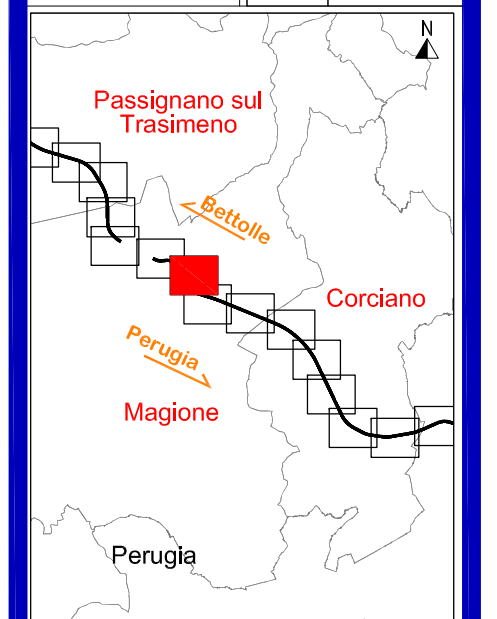 N
Passignano sul
Trasimeno
Bettolle
Corciano
Perugia
Magione
Perugia